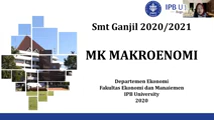 IPB U
Smt Ganjil 2020/2021
MK MAKROENOMI
Departemen Ekonomi
Fakultas Ekonomi dan Manajemen
IPB University
2020